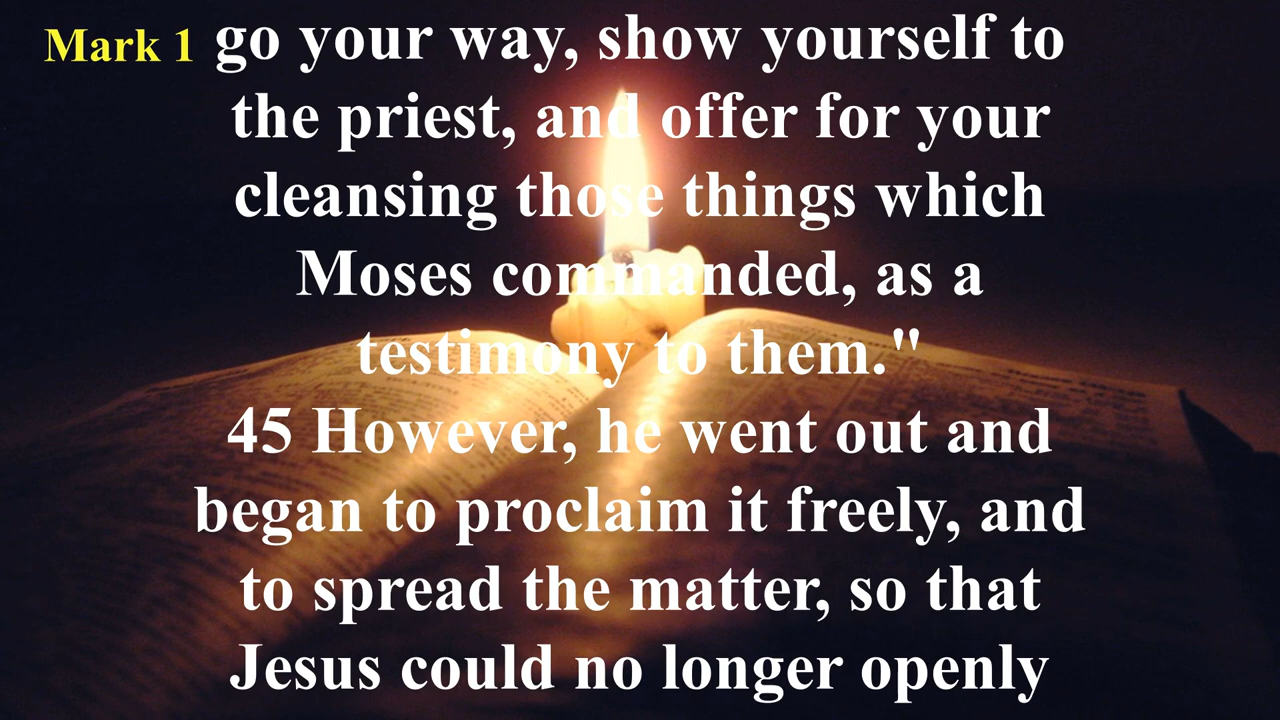 Mark 1
go your way, show yourself to
the priest, and offer for your
cleansing those things which
Moses commanded, as a
testimony to them."
45 However, he went out and
began to proclaim it freely, and
to spread the matter, so that
Jesus could no longer openly